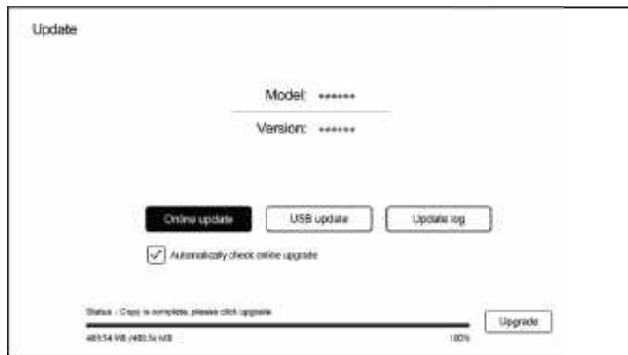 Update
Model: ******
Version: ******
Online update
USB update
Update log
Automatically check online upgrade
Status : Copy is complete, please click upgrade
100%
Upgrade